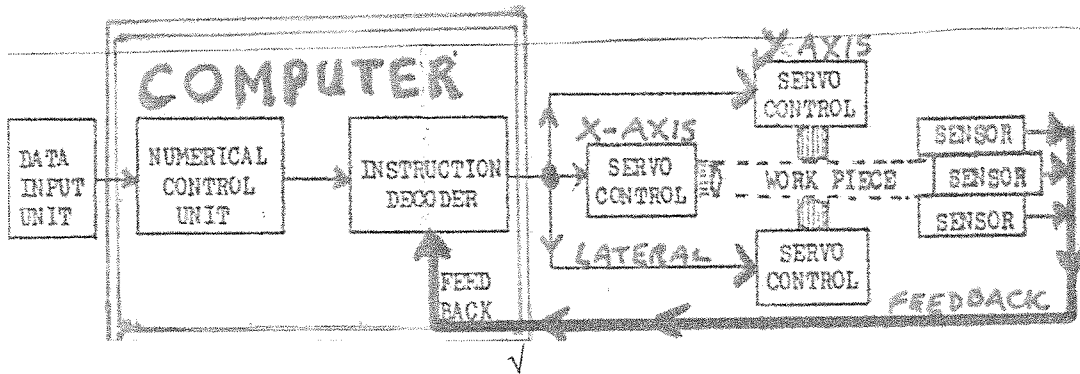 COMPUTER
DATA
INPUT
UNIT
NUMERICAL
CONTROL
UNIT
INSTRUCTION
DECODER
FEED
BACK
X-AXIS
SERVO
CONTROL
Y-AXIS
SERVO
CONTROL
WORK PIECE
LATERAL
SERVO
CONTROL
SENSOR
SENSOR
SENSOR
FEEDBACK
√